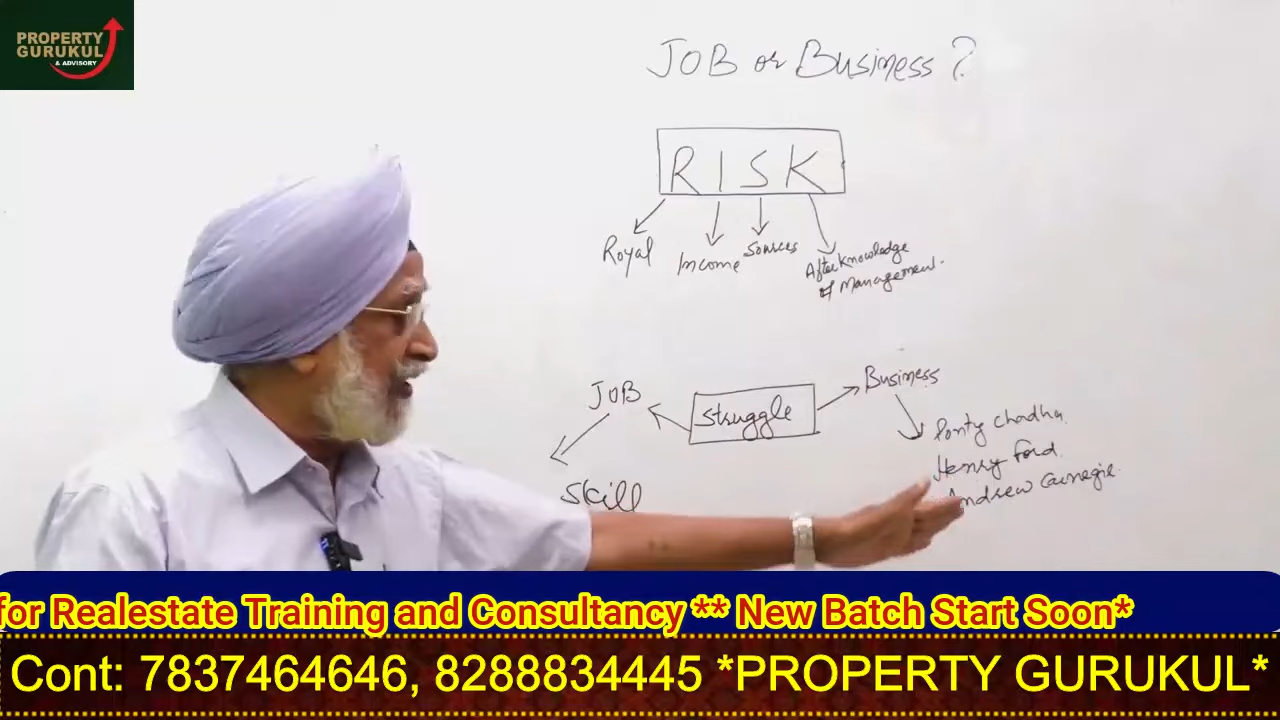 PROPERTY
GURUKUL
& ADVISORY
JOB or Business?
RISK
Royal
Income
Sources
After Knowledge
of Management.
JOB
Struggle
Business
Ponty Chadha
Henry Ford.
Andrew Carnegie.
Skill
for Realestate Training and Consultancy ** New Batch Start Soon*
Cont: 7837464646, 8288834445 *PROPERTY GURUKUL*